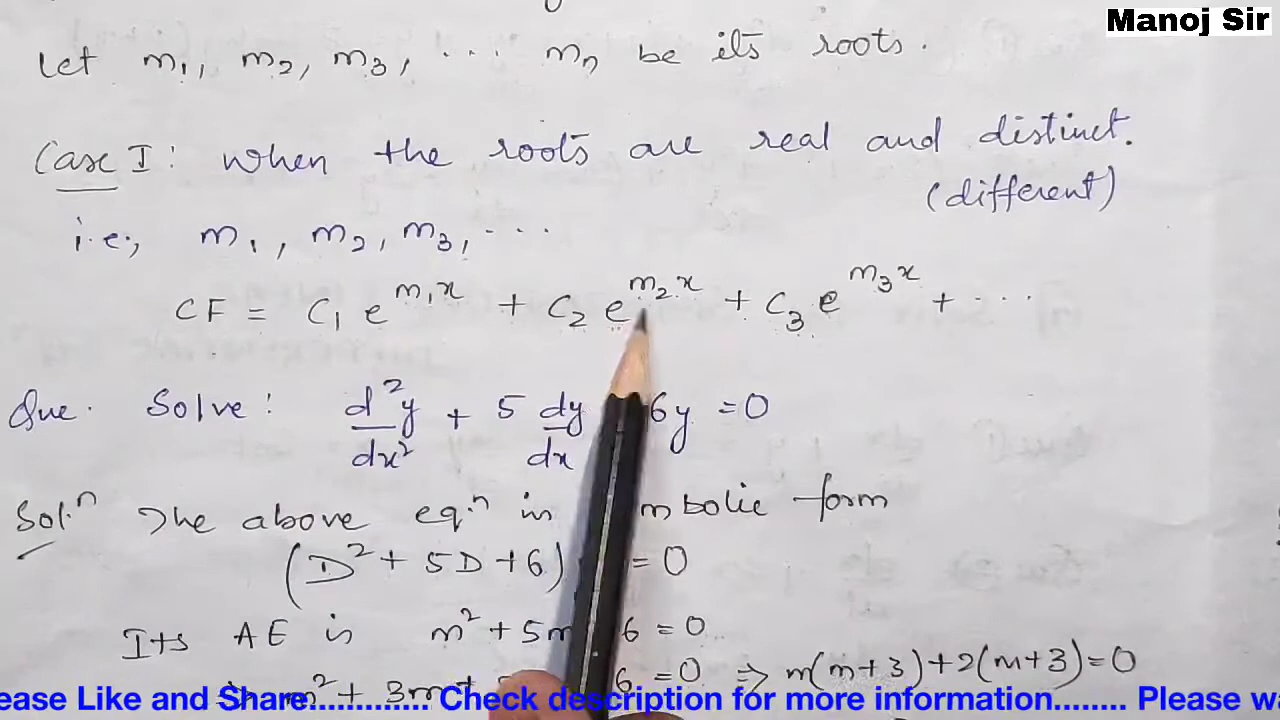 Manoj Sir
Let m₁, m₂, m₃, ... mₙ be its roots.
Case I: When the roots are real and distinct.
(different)
i.e., m₁, m₂, m₃, ...
CF = C₁ e^{m₁x} + C₂ e^{m₂x} + C₃ e^{m₃x} + ...
Que. Solve: d²y/dx² + 5 dy/dx 6y = 0
Solⁿ The above eqⁿ in mbolic form
(D² + 5D + 6) = 0
Its AE is m² + 5m 6 = 0
m² + 3m + 6 = 0 ⇒ m(m+3)+2(m+3)=0
ease Like and Share............. Check description for more information........ Please wa